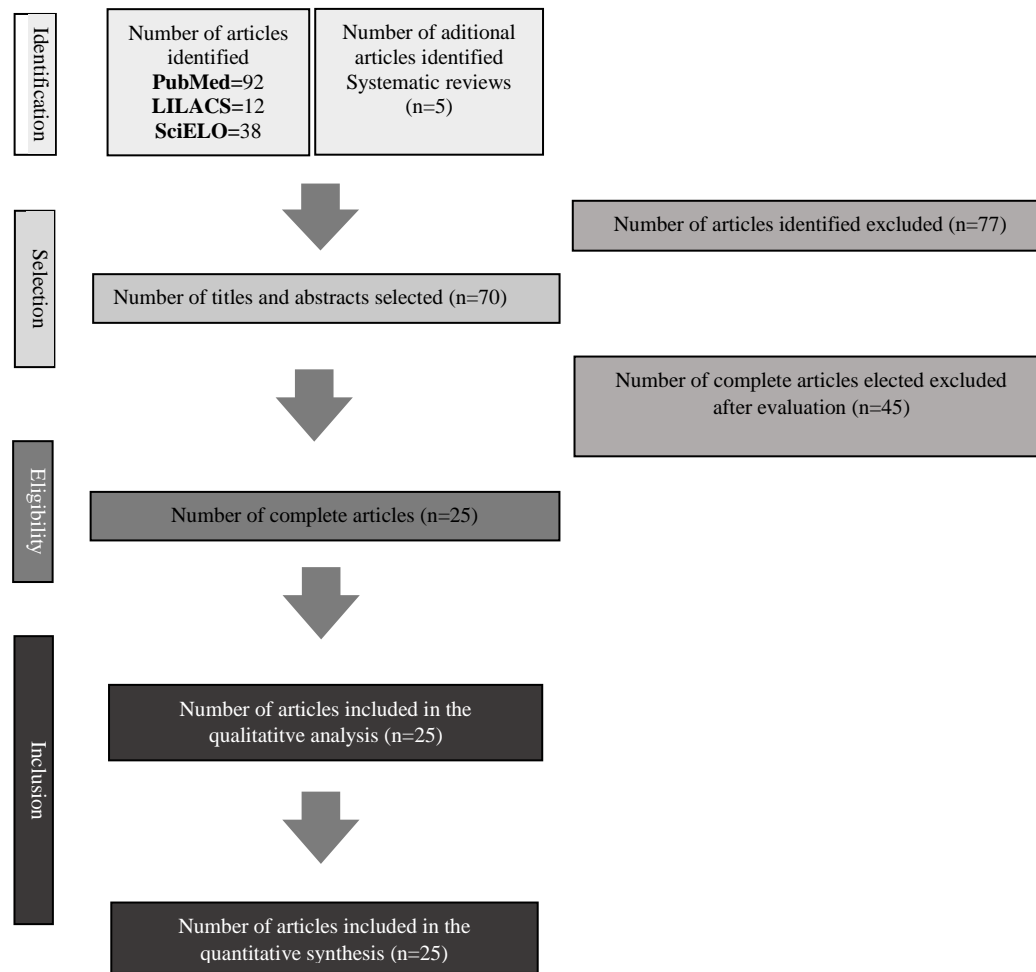 Identification
Number of articles
identified
PubMed=92
LILACS=12
SciELO=38
Number of aditional
articles identified
Systematic reviews
(n=5)
Selection
Number of articles identified excluded (n=77)
Number of titles and abstracts selected (n=70)
Number of complete articles elected excluded
after evaluation (n=45)
Eligibility
Number of complete articles (n=25)
Inclusion
Number of articles included in the
qualitatitve analysis (n=25)
Number of articles included in the
quantitative synthesis (n=25)